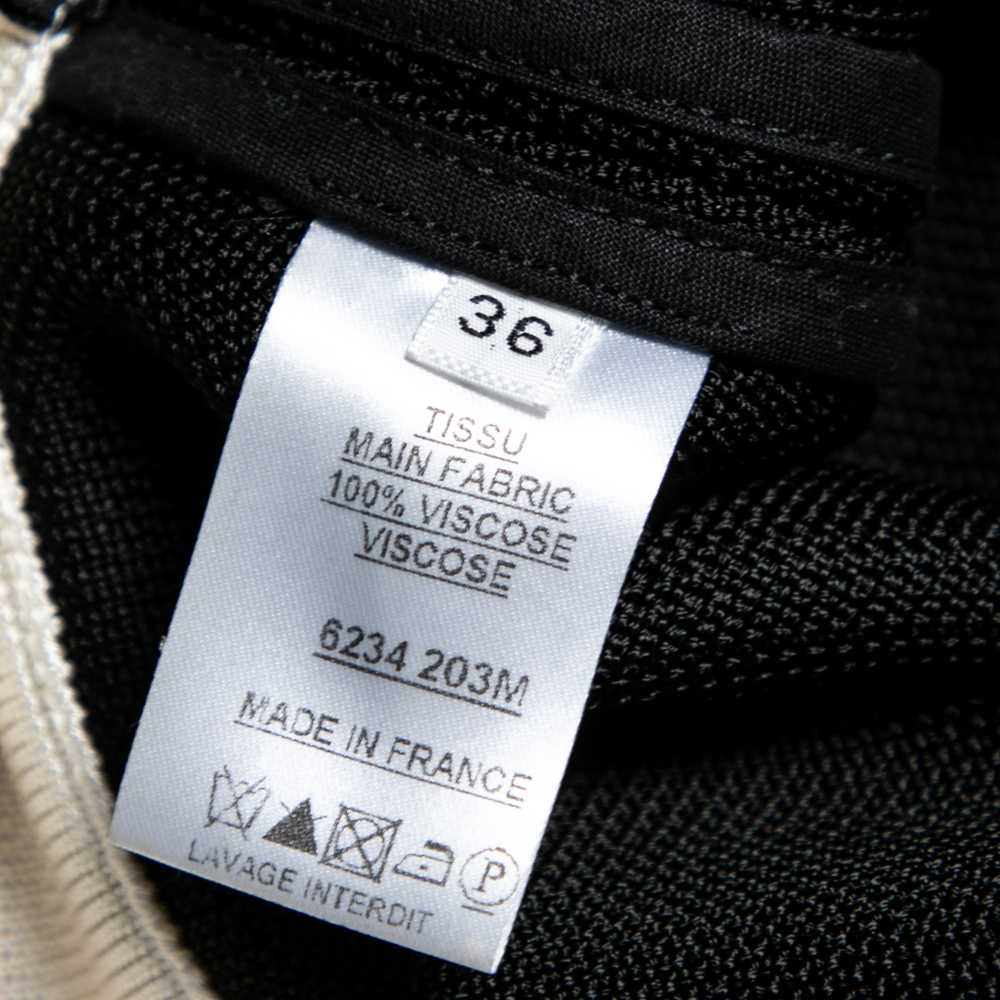 36
TISSU
MAIN FABRIC
100% VISCOSE
VISCOSE
6234 203M
MADE IN FRANCE
P
LAVAGE INTERDIT